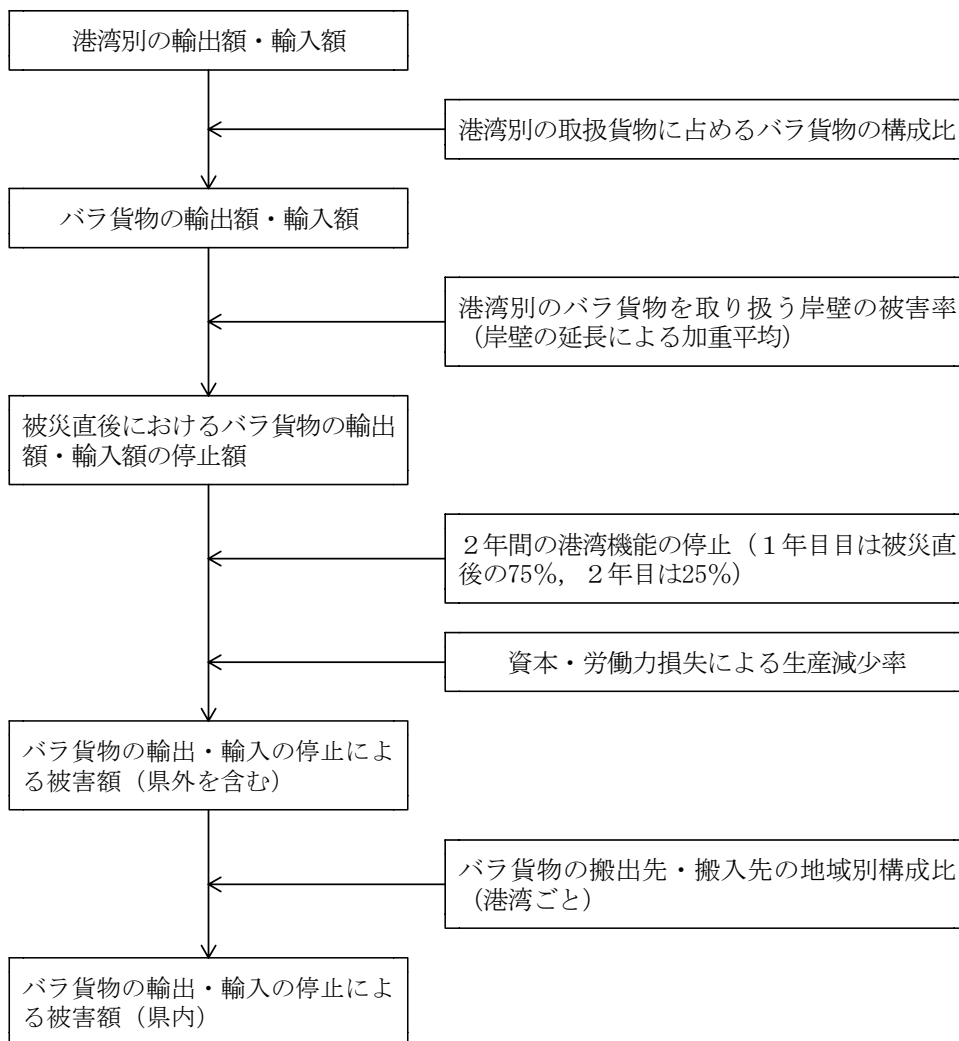 港湾別の輸出額・輸入額
港湾別の取扱貨物に占めるバラ貨物の構成比
バラ貨物の輸出額・輸入額
港湾別のバラ貨物を取り扱う岸壁の被害率
（岸壁の延長による加重平均）
被災直後におけるバラ貨物の輸出
額・輸入額の停止額
２年間の港湾機能の停止（１年目目は被災直
後の75%，２年目は25%）
資本・労働力損失による生産減少率
バラ貨物の輸出・輸入の停止によ
る被害額（県外を含む）
バラ貨物の搬出先・搬入先の地域別構成比
（港湾ごと）
バラ貨物の輸出・輸入の停止によ
る被害額（県内）